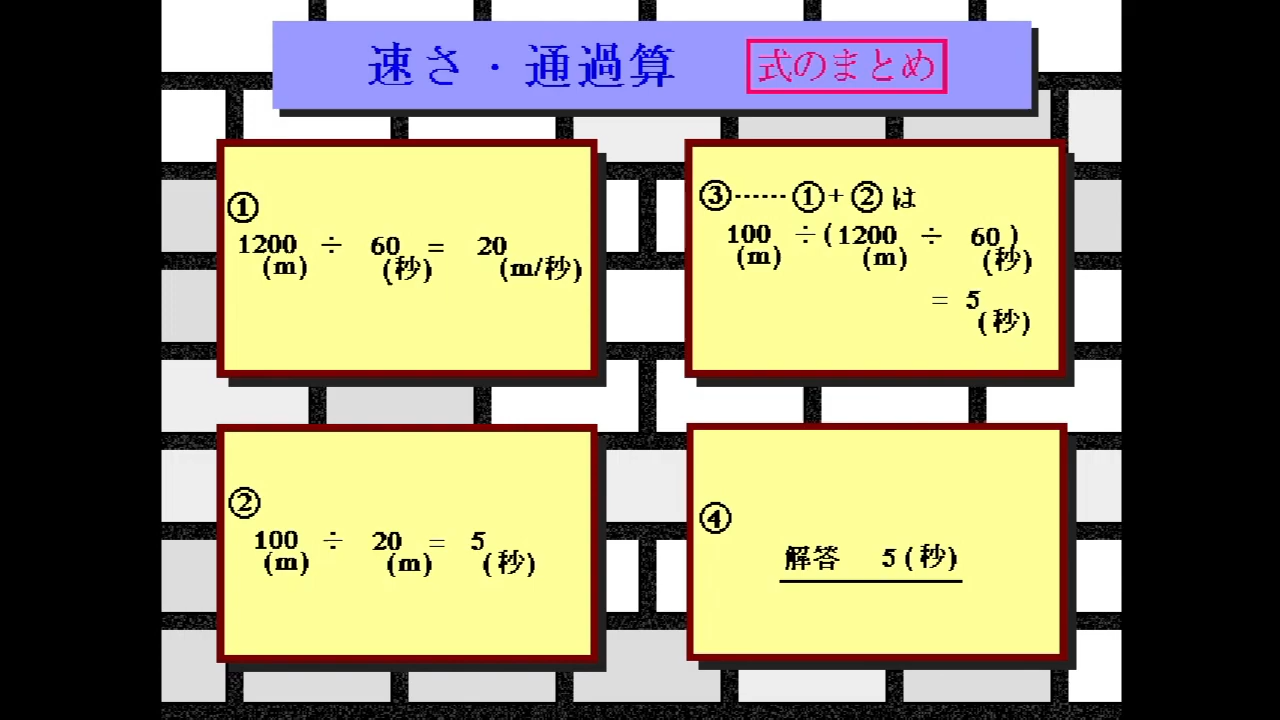 速さ・通過算 式のまとめ
①
1200 ÷ 60 = 20
(m) (秒) (m/秒)
②
100 ÷ 20 = 5
(m) (m) (秒)
③……①+②は
100 ÷(1200 ÷ 60)
(m) (m) (秒)
= 5
(秒)
④
解答 5(秒)